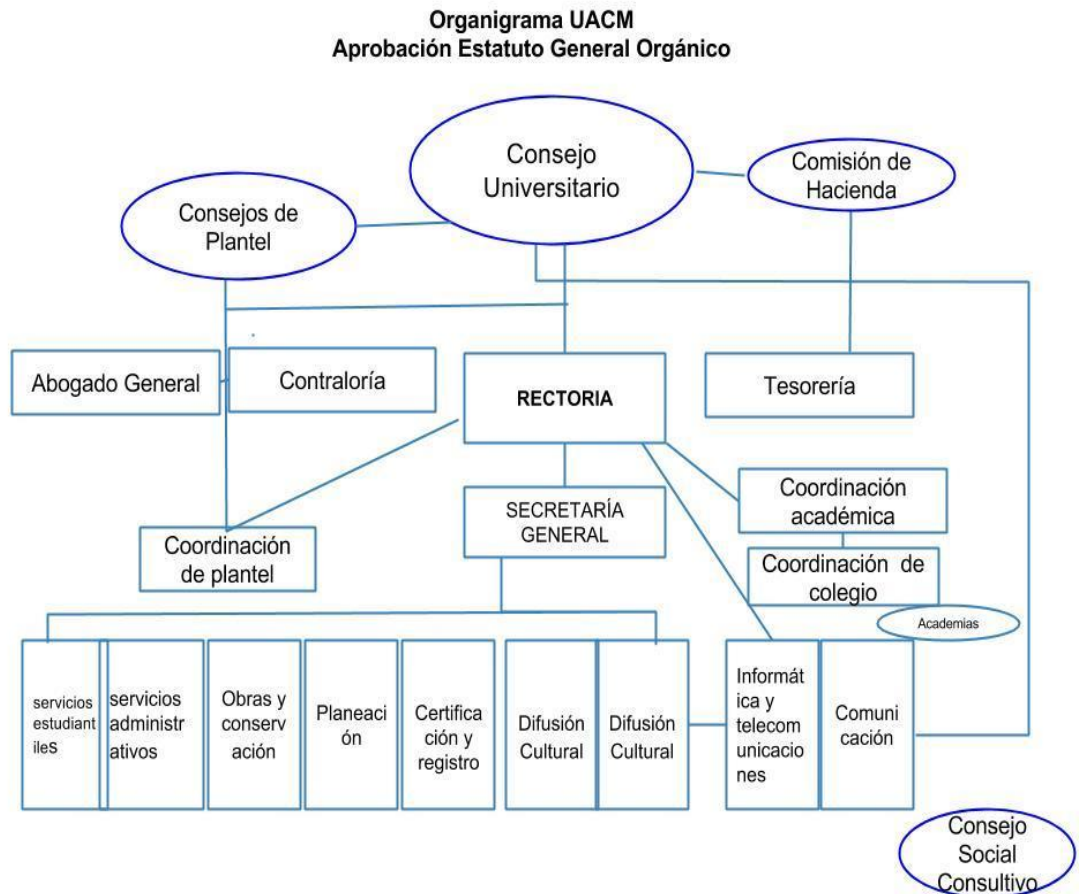 Organigrama UACM
Aprobación Estatuto General Orgánico
Consejo
Universitario
Comisión de
Hacienda
Consejos de
Plantel
Abogado General
Contraloría
RECTORIA
Tesorería
SECRETARÍA
GENERAL
Coordinación
académica
Coordinación
de plantel
Coordinación de
colegio
Academias
servicios
estudiant
ileS
servicios
administr
ativos
Obras y
conserv
ación
Planeaci
ón
Certifica
ción y
registro
Difusión
Cultural
Difusión
Cultural
Informát
ica y
telecom
unicacio
nes
Comuni
cación
Consejo
Social
Consultivo